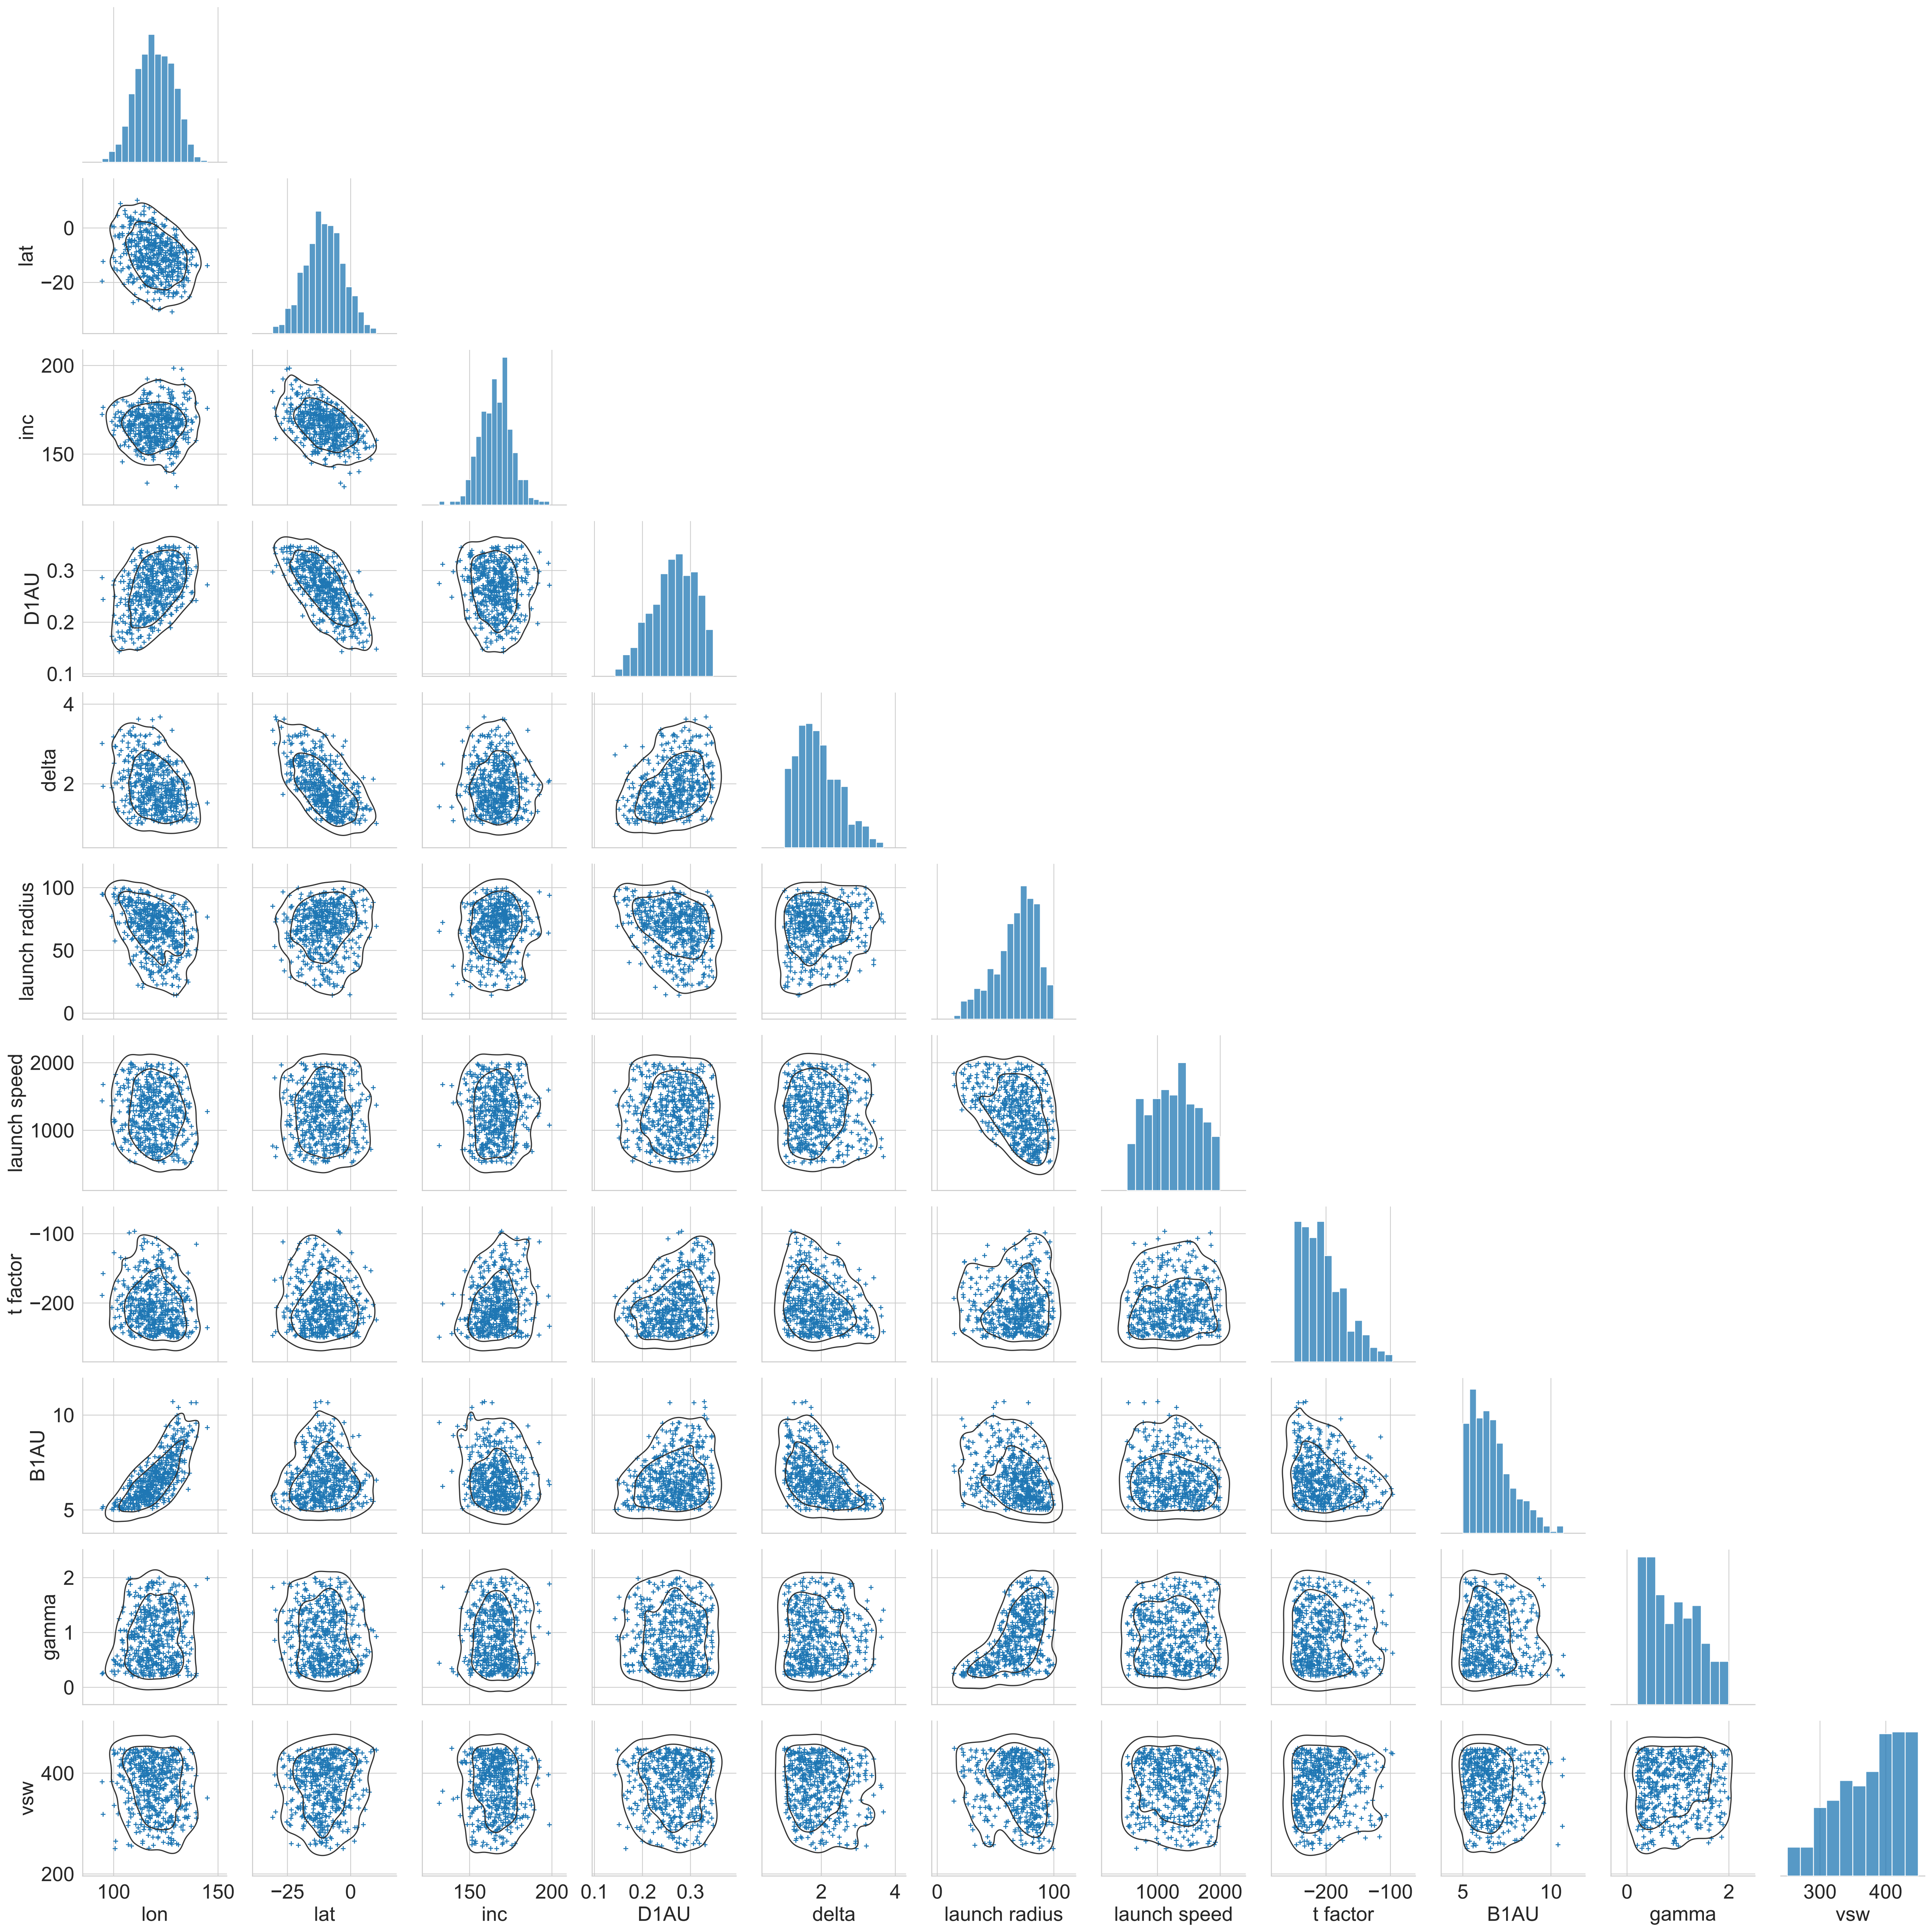 lat
0
−20
inc
200
150
D1AU
0.3
0.2
0.1
delta
4
2
launch radius
100
50
0
launch speed
2000
1000
t factor
−100
−200
B1AU
10
5
gamma
2
1
0
vsw
400
200
100 150 −25 0 150 200 0.1 0.2 0.3 2 4 0 100 1000 2000 −200 −100 5 10 0 2 300 400
lon lat inc D1AU delta launch radius launch speed t factor B1AU gamma vsw